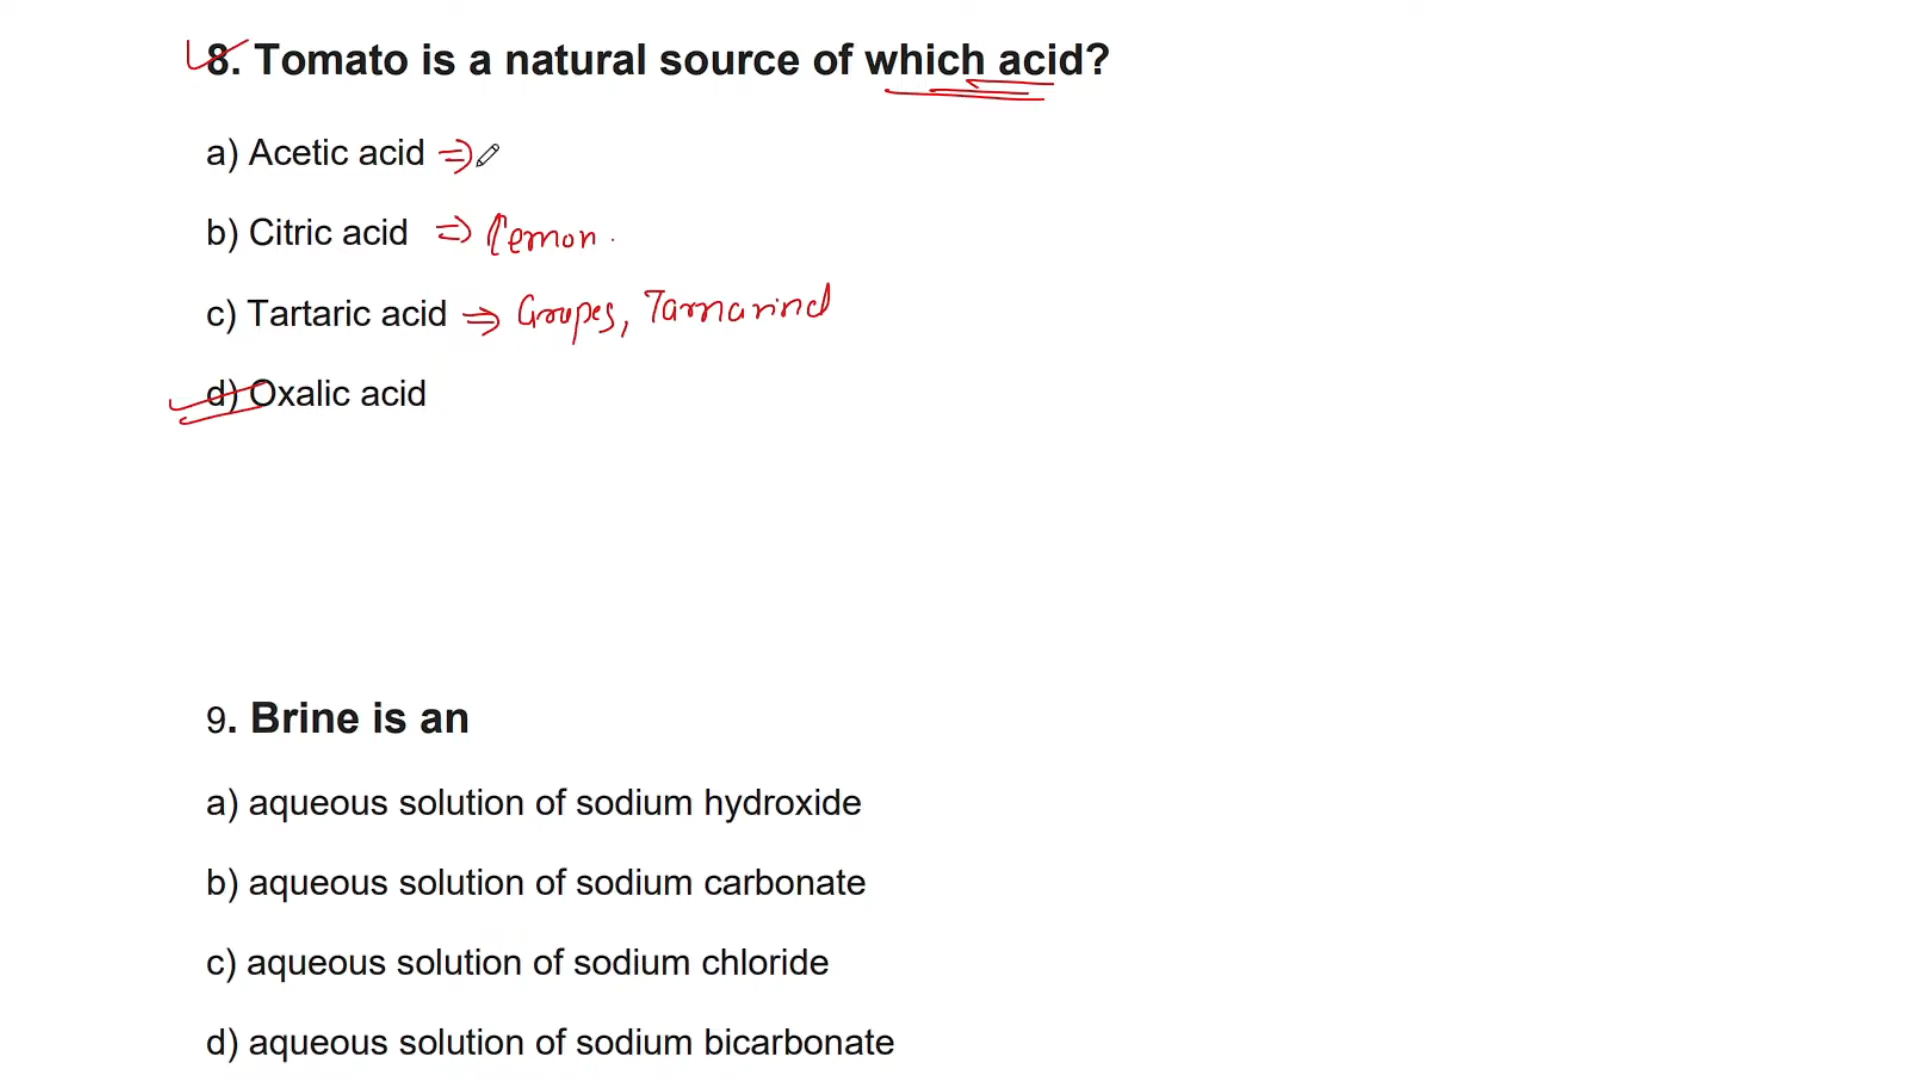 8. Tomato is a natural source of which acid?
a) Acetic acid ⇒
b) Citric acid ⇒ Lemon.
c) Tartaric acid ⇒ Grapes, Tamarind
d) Oxalic acid
9. Brine is an
a) aqueous solution of sodium hydroxide
b) aqueous solution of sodium carbonate
c) aqueous solution of sodium chloride
d) aqueous solution of sodium bicarbonate